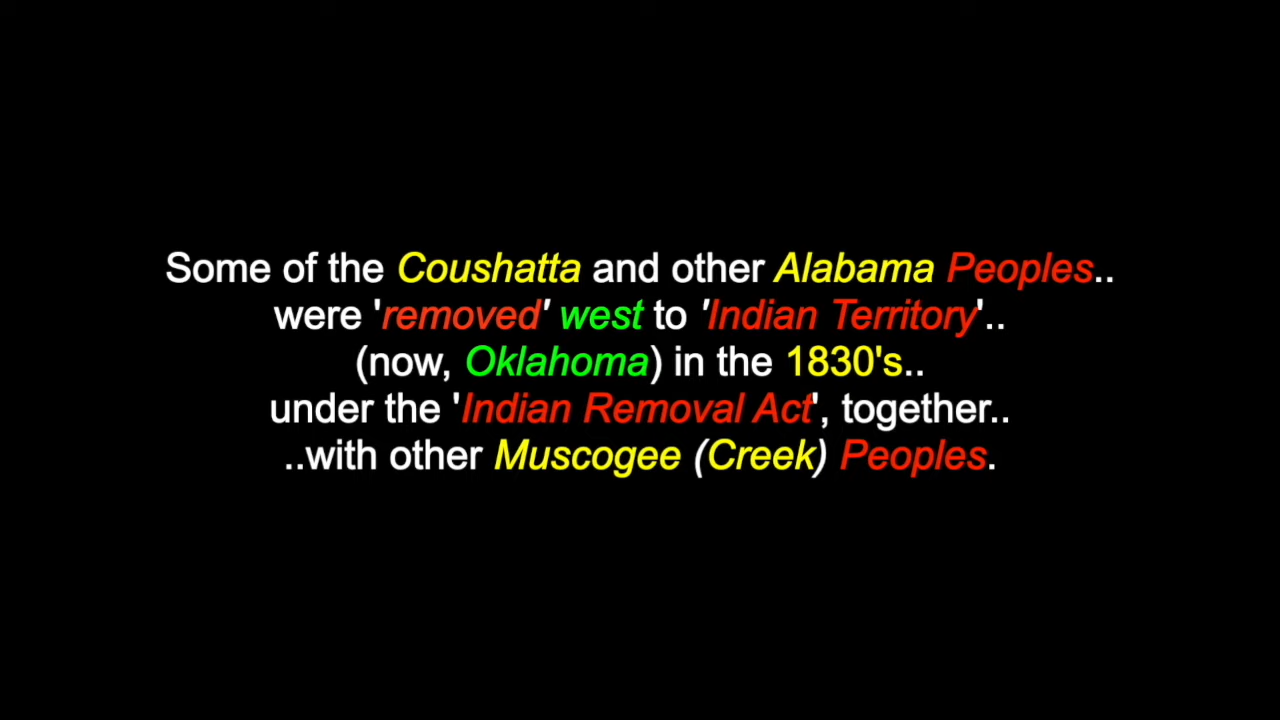 Some of the Coushatta and other Alabama Peoples..
were 'removed' west to 'Indian Territory'..
(now, Oklahoma) in the 1830's..
under the 'Indian Removal Act', together..
..with other Muscogee (Creek) Peoples.